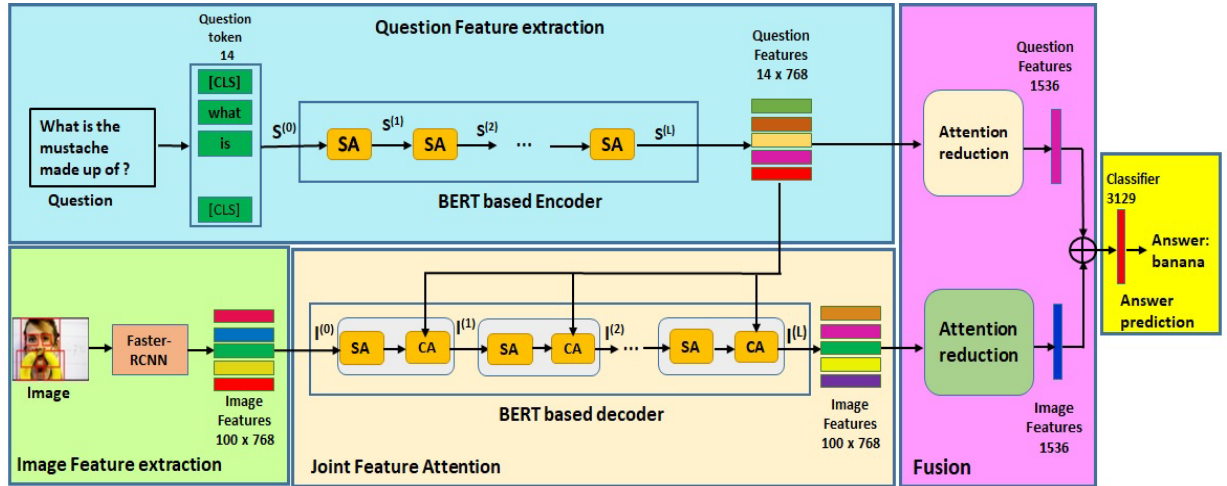 Question Feature extraction
Question
token
14
[CLS]
what
is
[CLS]
What is the
mustache
made up of ?
Question
S(0)
SA
S(1)
SA
S(2)
...
SA
S(L)
BERT based Encoder
Question
Features
14 x 768
Attention
reduction
Question
Features
1536
Image
Faster-
RCNN
Image
Features
100 x 768
Image Feature extraction
I(0)
SA
CA
I(1)
SA
CA
I(2)
...
SA
CA
I(L)
BERT based decoder
Image
Features
100 x 768
Joint Feature Attention
Attention
reduction
Image
Features
1536
Fusion
Classifier
3129
Answer:
banana
Answer
prediction